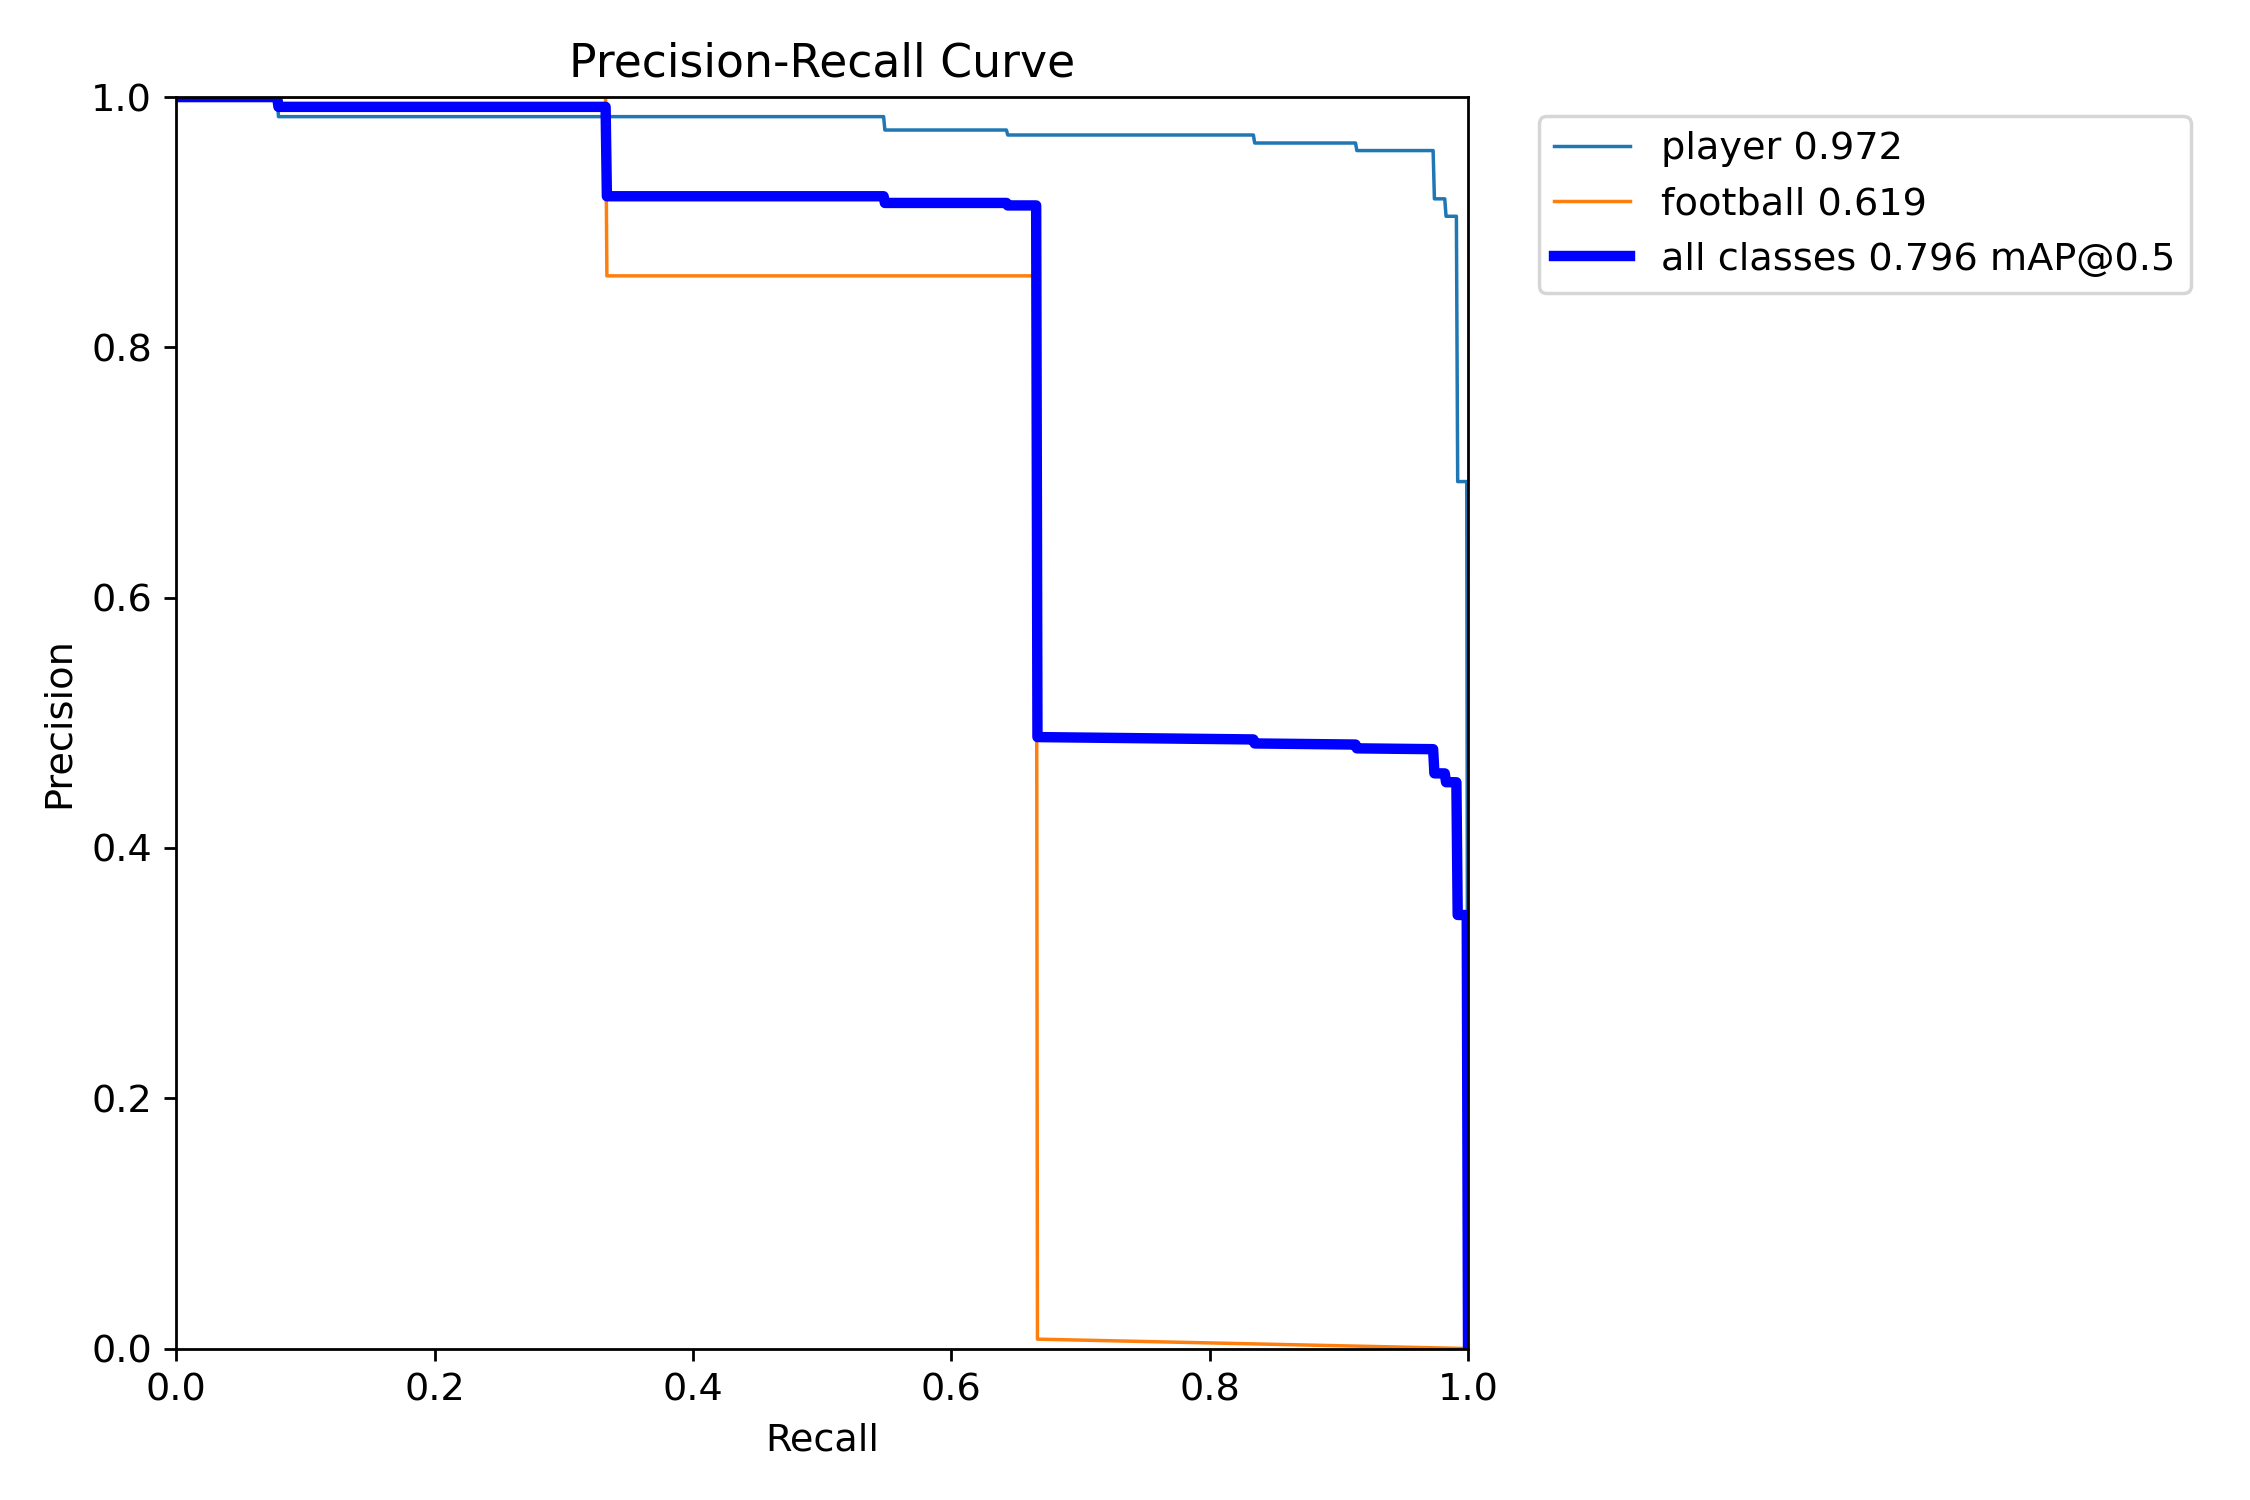 Precision-Recall Curve
1.0
0.8
0.6
0.4
0.2
0.0
Precision
0.0 0.2 0.4 0.6 0.8 1.0
Recall
player 0.972
football 0.619
all classes 0.796 mAP@0.5